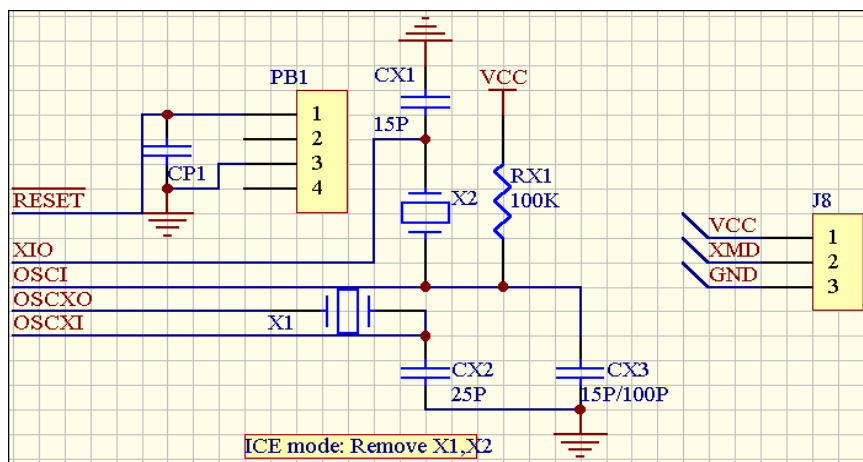 PB1
1
2
3
4
CP1
RESET
XIO
OSCI
OSCXO
OSCXI
CX1
15P
X2
VCC
RX1
100K
X1
CX2
25P
CX3
15P/100P
J8
VCC
1
XMD
2
GND
3
ICE mode: Remove X1,X2